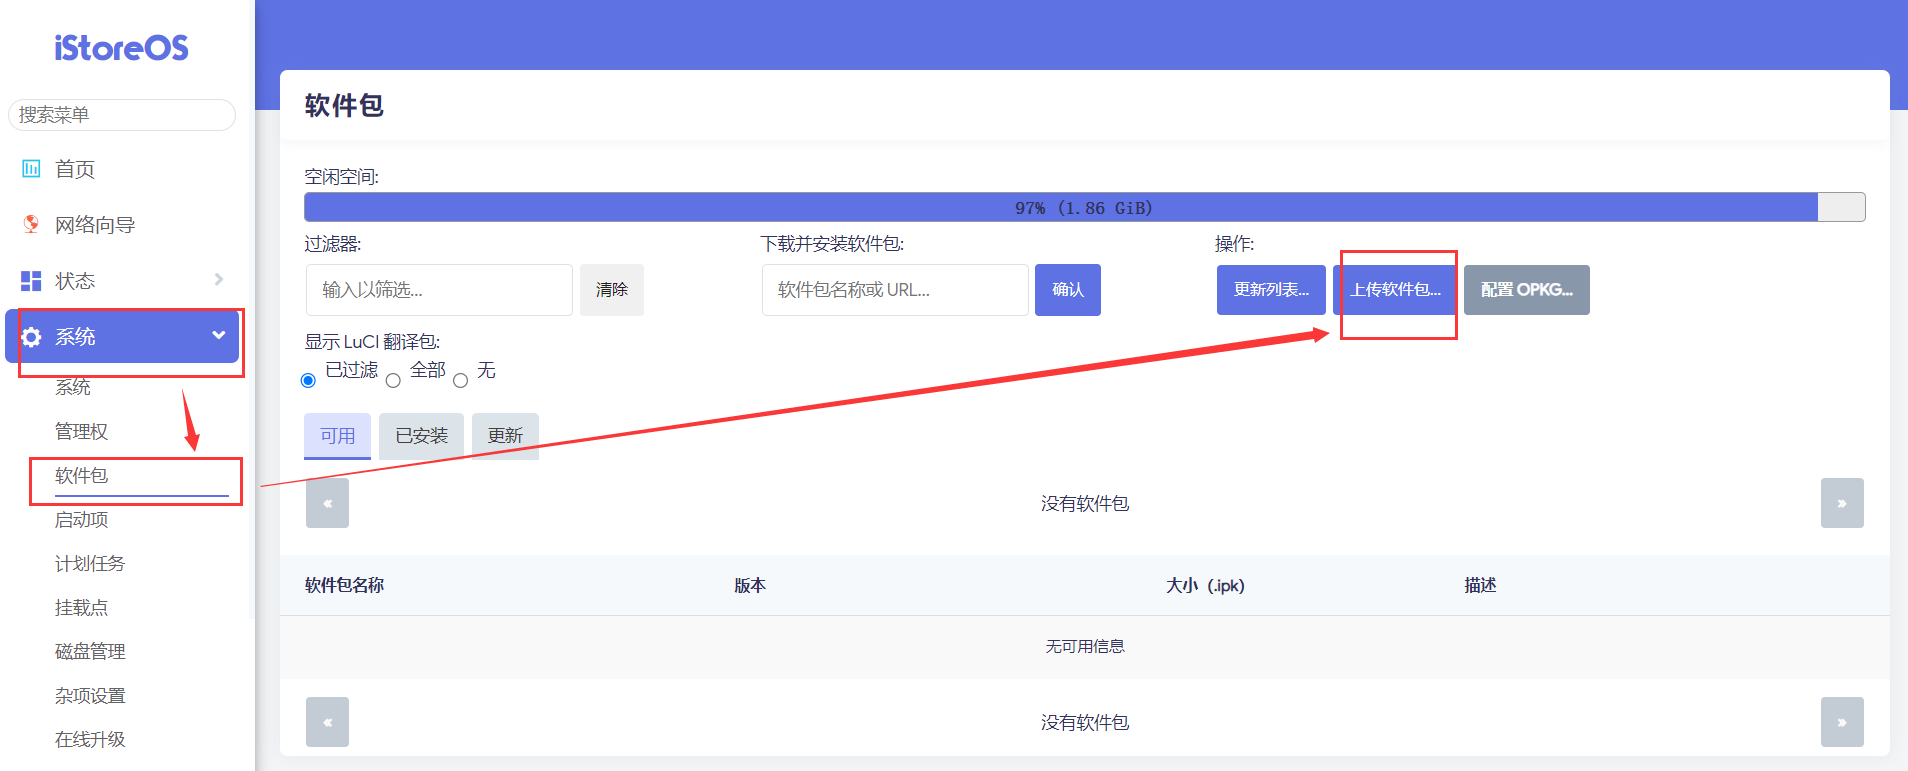 iStoreOS
搜索菜单
首页
网络向导
状态
系统
系统
管理权
软件包
启动项
计划任务
挂载点
磁盘管理
杂项设置
在线升级
软件包
空闲空间:
97% (1.86 GiB)
过滤器: 下载并安装软件包: 操作:
输入以筛选... 清除 软件包名称或 URL... 确认 更新列表... 上传软件包... 配置 OPKG...
显示 LuCI 翻译包:
已过滤 全部 无
可用 已安装 更新
« 没有软件包 »
软件包名称 版本 大小 (.ipk) 描述
无可用信息
« 没有软件包 »